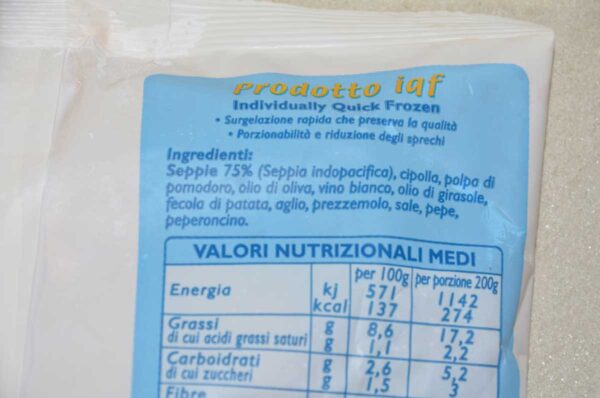 Prodotto iqf
Individually Quick Frozen
• Surgelazione rapida che preserva la qualità
• Porzionabilità e riduzione degli sprechi
Ingredienti:
Seppie 75% (Seppia indopacifica), cipolla, polpa di
pomodoro, olio di oliva, vino bianco, olio di girasole,
fecola di patata, aglio, prezzemolo, sale, pepe,
peperoncino.
VALORI NUTRIZIONALI MEDI
per 100g per porzione 200g
Energia kj 571 1142
kcal 137 274
Grassi g 8,6 17,2
di cui acidi grassi saturi g 1,1 2,2
Carboidrati g 2,6 5,2
di cui zuccheri g 1,5 3
Fibre